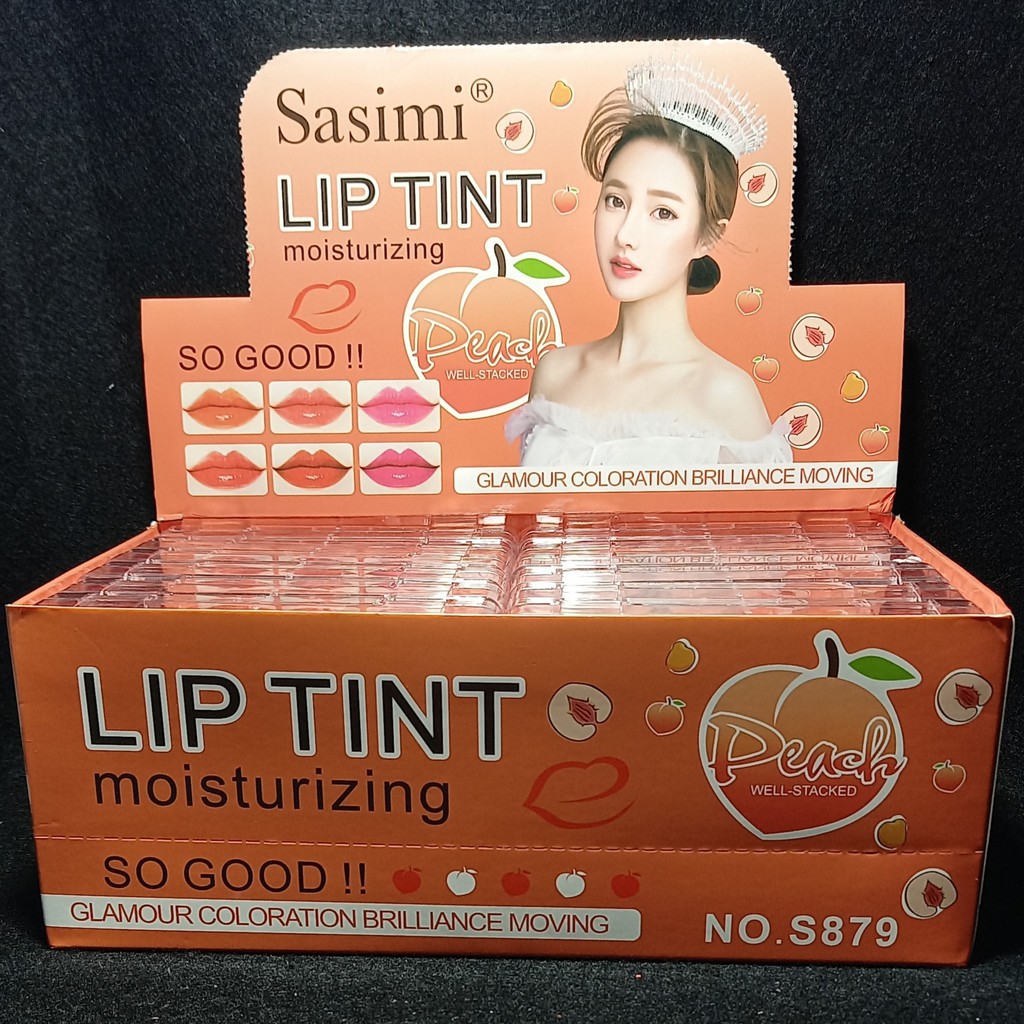 Sasimi®
LIP TINT
moisturizing
Peach
WELL-STACKED
SO GOOD !!
GLAMOUR COLORATION BRILLIANCE MOVING
LIP TINT
moisturizing
Peach
WELL-STACKED
SO GOOD !!
GLAMOUR COLORATION BRILLIANCE MOVING
NO.S879